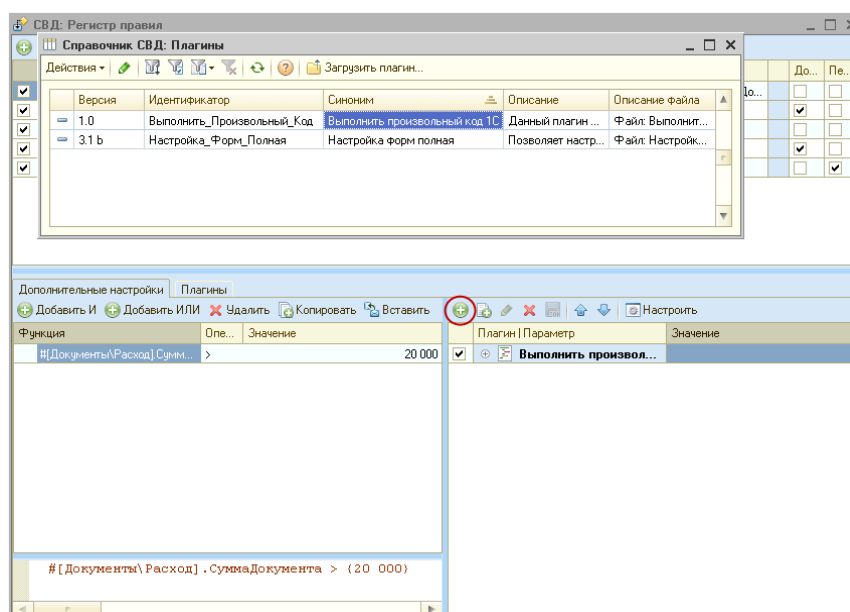 СВД: Регистр правил
Справочник СВД: Плагины
Действия Загрузить плагин...
До... Пе...
Версия Идентификатор Синоним Описание Описание файла
1.0 Выполнить_Произвольный_Код Выполнить произвольный код 1С Данный плагин ... Файл: Выполнит...
3.1 b Настройка_Форм_Полная Настройка форм полная Позволяет настр... Файл: Настройк...
Дополнительные настройки Плагины
Добавить И Добавить ИЛИ Удалить Копировать Вставить Настроить
Функция Опе... Значение Плагин | Параметр Значение
#[Документы\Расход].Сумм... > 20 000 Выполнить произвол...
#[Документы\Расход].СуммаДокумента > {20 000}